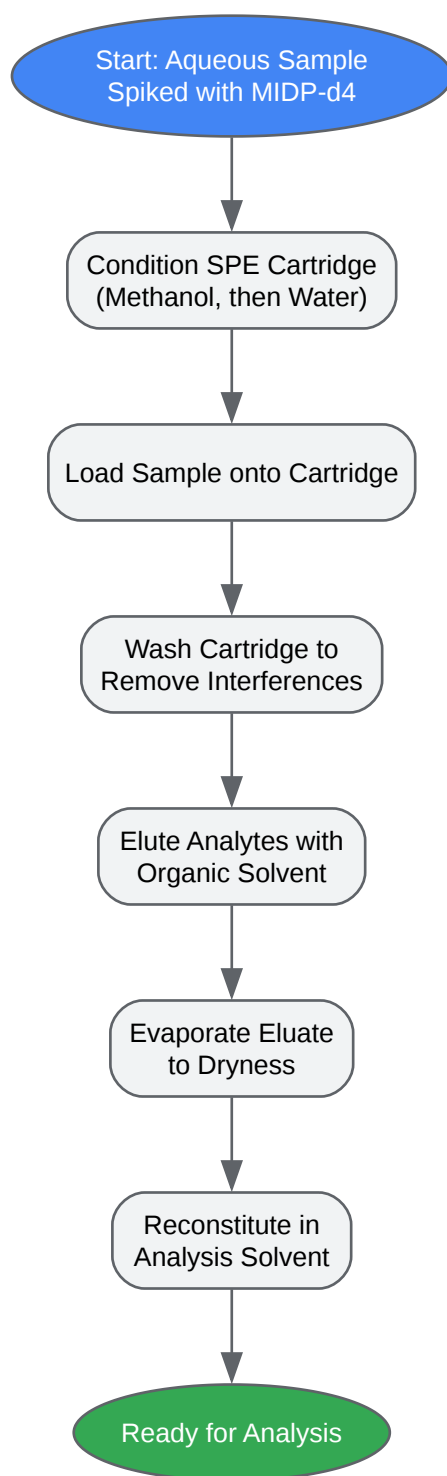 Start: Aqueous Sample
Spiked with MIDP-d4
Condition SPE Cartridge
(Methanol, then Water)
Load Sample onto Cartridge
Wash Cartridge to
Remove Interferences
Elute Analytes with
Organic Solvent
Evaporate Eluate
to Dryness
Reconstitute in
Analysis Solvent
Ready for Analysis